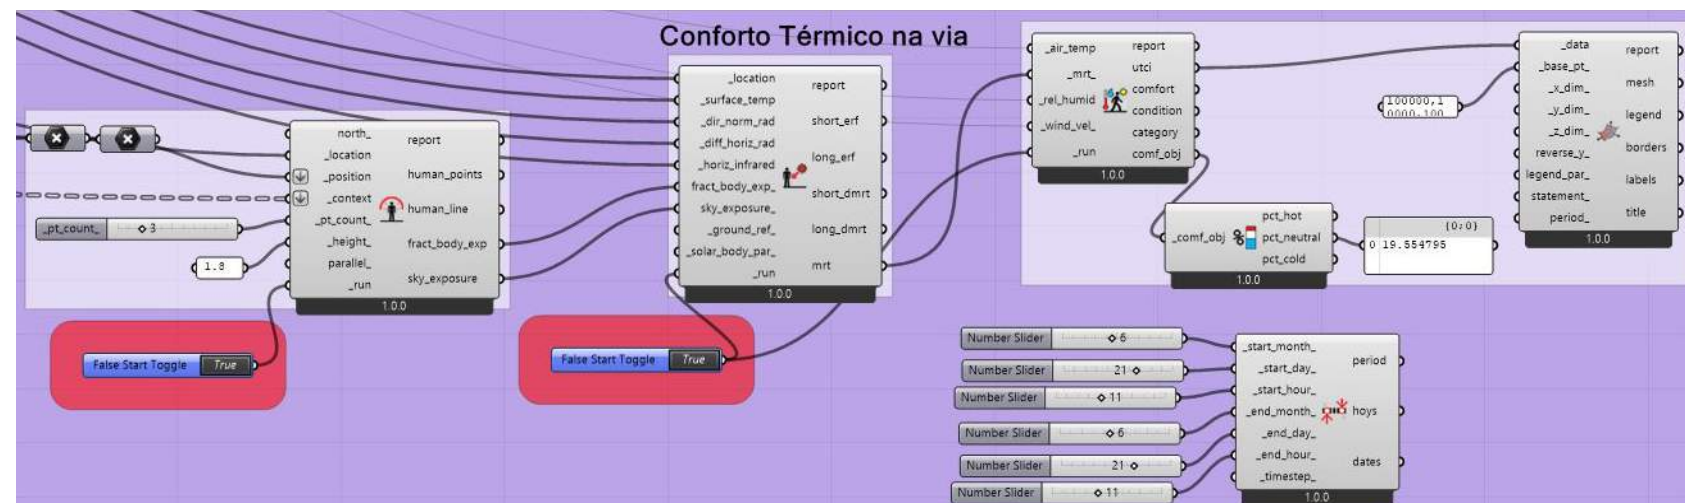 Conforto Térmico na via
north_
_location
_position
_context
_pt_count_
_height_
parallel_
_run
report
human_points
human_line
fract_body_exp
sky_exposure
1.0.0
_pt_count_
3
1.8
False Start Toggle
True
_location
_surface_temp
_dir_norm_rad
_diff_horiz_rad
_horiz_infrared
fract_body_exp_
sky_exposure_
_ground_ref_
_solar_body_par_
_run
report
short_erf
long_erf
short_dmrt
long_dmrt
mrt
1.0.0
False Start Toggle
True
_air_temp
_mrt_
_rel_humid
_wind_vel_
_run
report
utci
comfort
condition
category
comf_obj
1.0.0
_comf_obj
pct_hot
pct_neutral
pct_cold
1.0.0
{0;0}
0 19.554795
100000,1
0000,100
_data
_base_pt_
_x_dim_
_y_dim_
_z_dim_
reverse_y_
legend_par_
statement_
period_
report
mesh
legend
borders
labels
title
1.0.0
Number Slider
6
Number Slider
21
Number Slider
11
Number Slider
6
Number Slider
21
Number Slider
11
_start_month_
_start_day_
_start_hour_
_end_month_
_end_day_
_end_hour_
_timestep_
period
hoys
dates
1.0.0